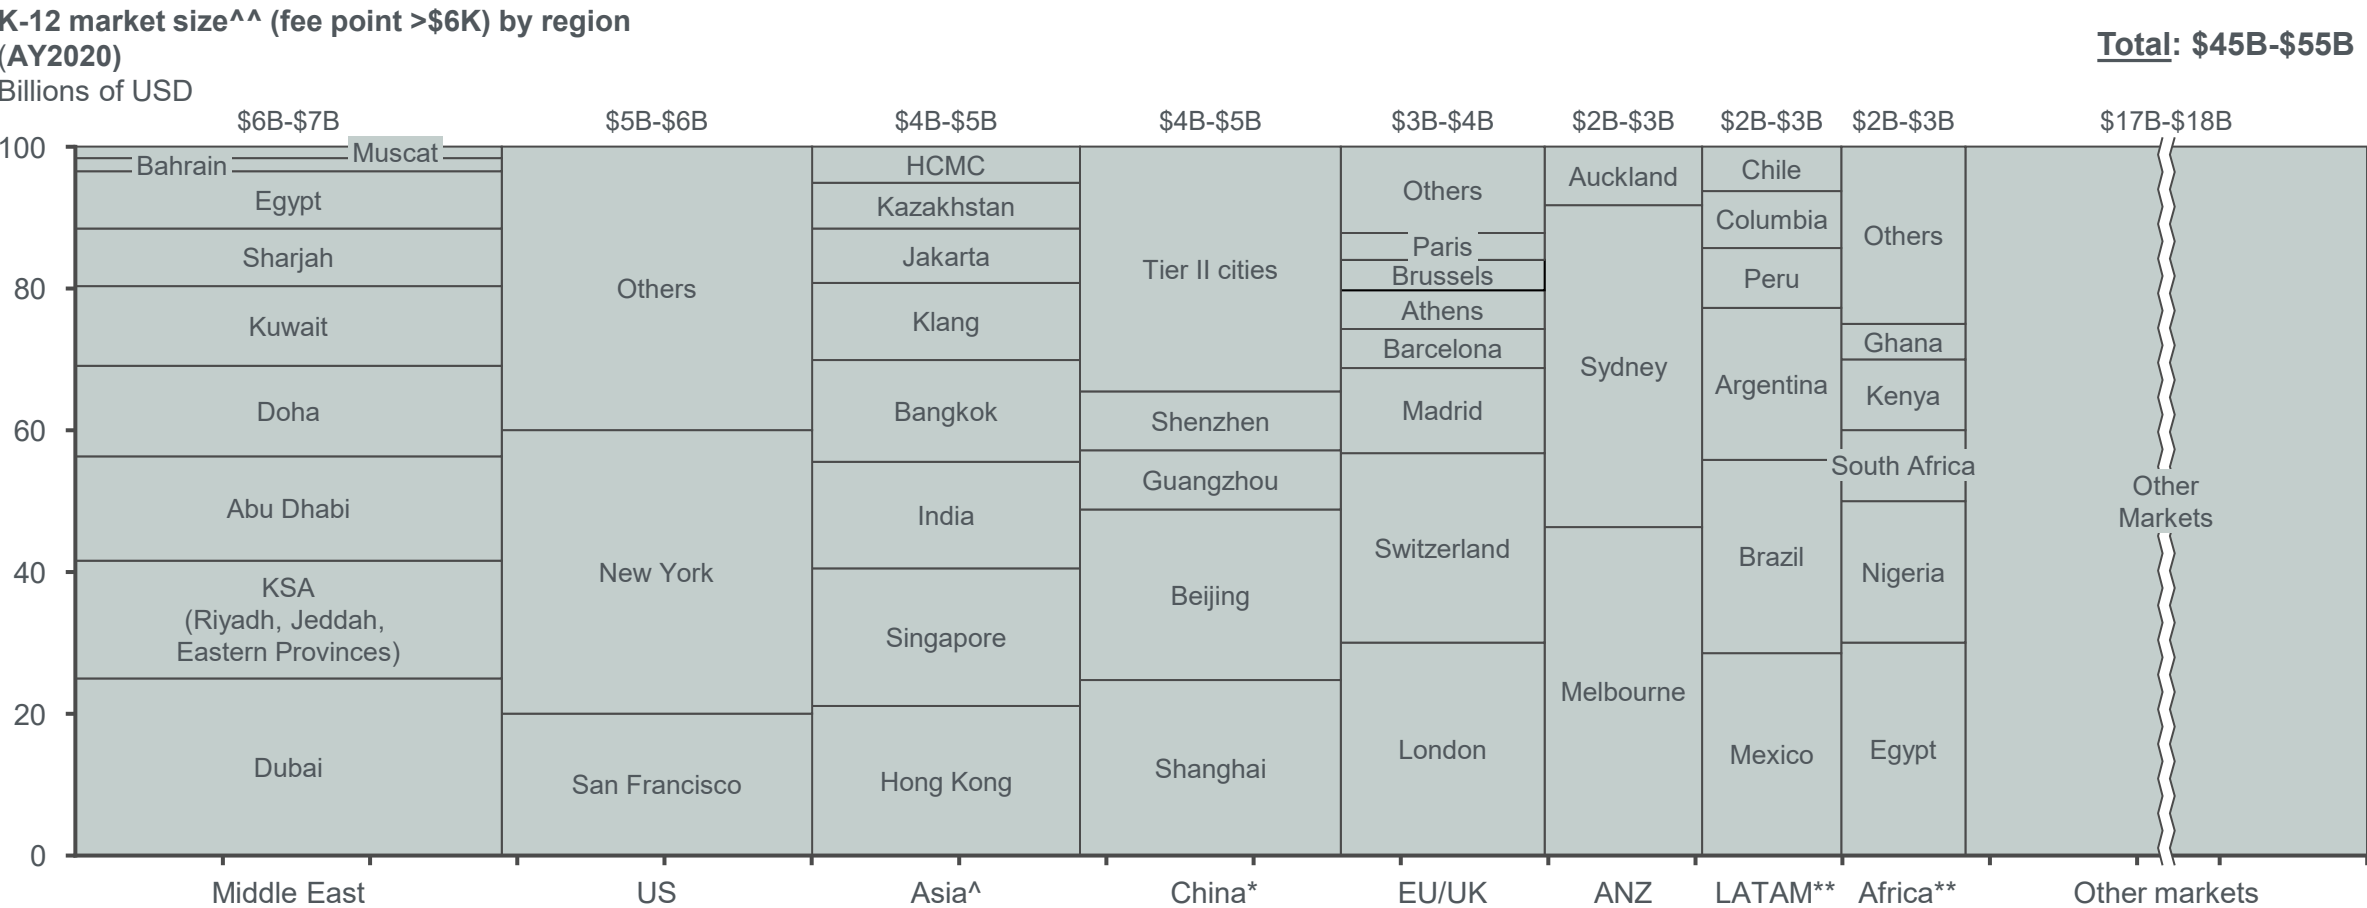 K-12 market size^^ (fee point >$6K) by region
(AY2020)
Billions of USD
Total: $45B-$55B
$6B-$7B
$5B-$6B
$4B-$5B
$4B-$5B
$3B-$4B
$2B-$3B
$2B-$3B
$2B-$3B
$17B-$18B
100
80
60
40
20
0
Muscat
Bahrain
Egypt
Sharjah
Kuwait
Doha
Abu Dhabi
KSA
(Riyadh, Jeddah,
Eastern Provinces)
Dubai
Others
New York
San Francisco
HCMC
Kazakhstan
Jakarta
Klang
Bangkok
India
Singapore
Hong Kong
Tier II cities
Shenzhen
Guangzhou
Beijing
Shanghai
Others
Paris
Brussels
Athens
Barcelona
Madrid
Switzerland
London
Auckland
Sydney
Melbourne
Chile
Columbia
Peru
Argentina
Brazil
Mexico
Others
Ghana
Kenya
South Africa
Nigeria
Egypt
Other
Markets
Middle East
US
Asia^
China*
EU/UK
ANZ
LATAM**
Africa**
Other markets